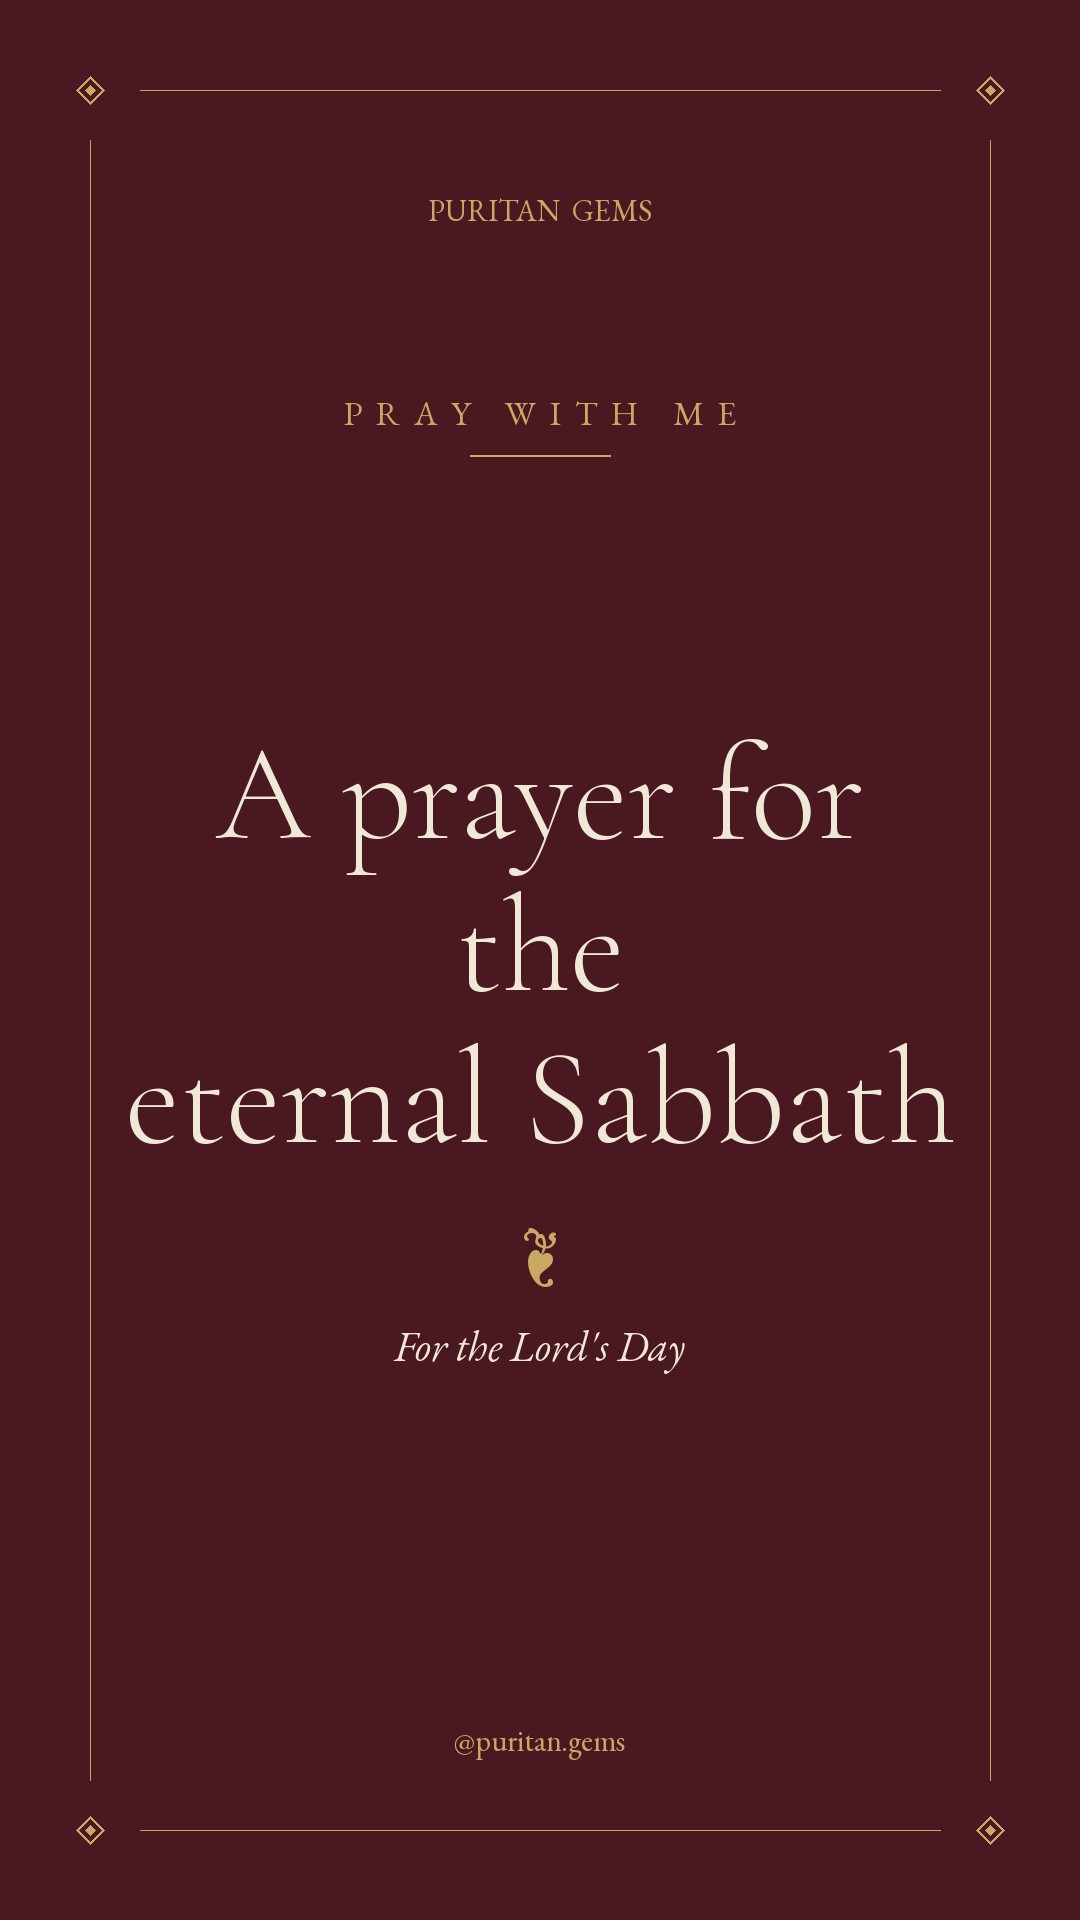 PURITAN GEMS
PRAY WITH ME
A prayer for
the
eternal Sabbath
For the Lord's Day
@puritan.gems